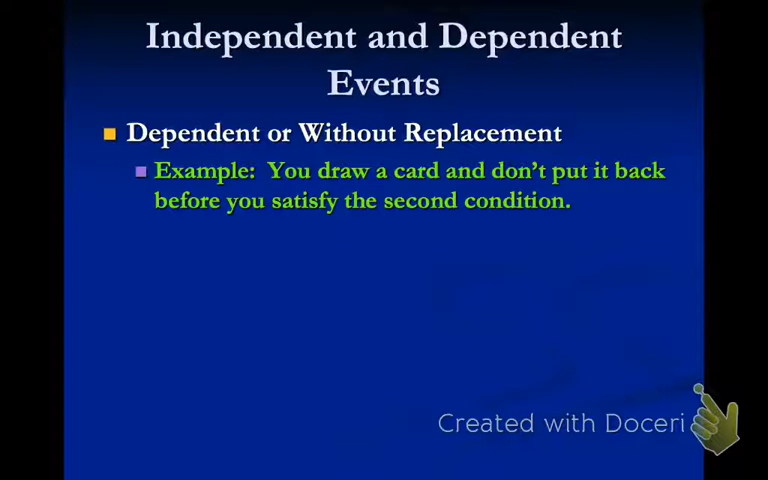 Independent and Dependent
Events
Dependent or Without Replacement
Example: You draw a card and don't put it back
before you satisfy the second condition.
Created with Doceri